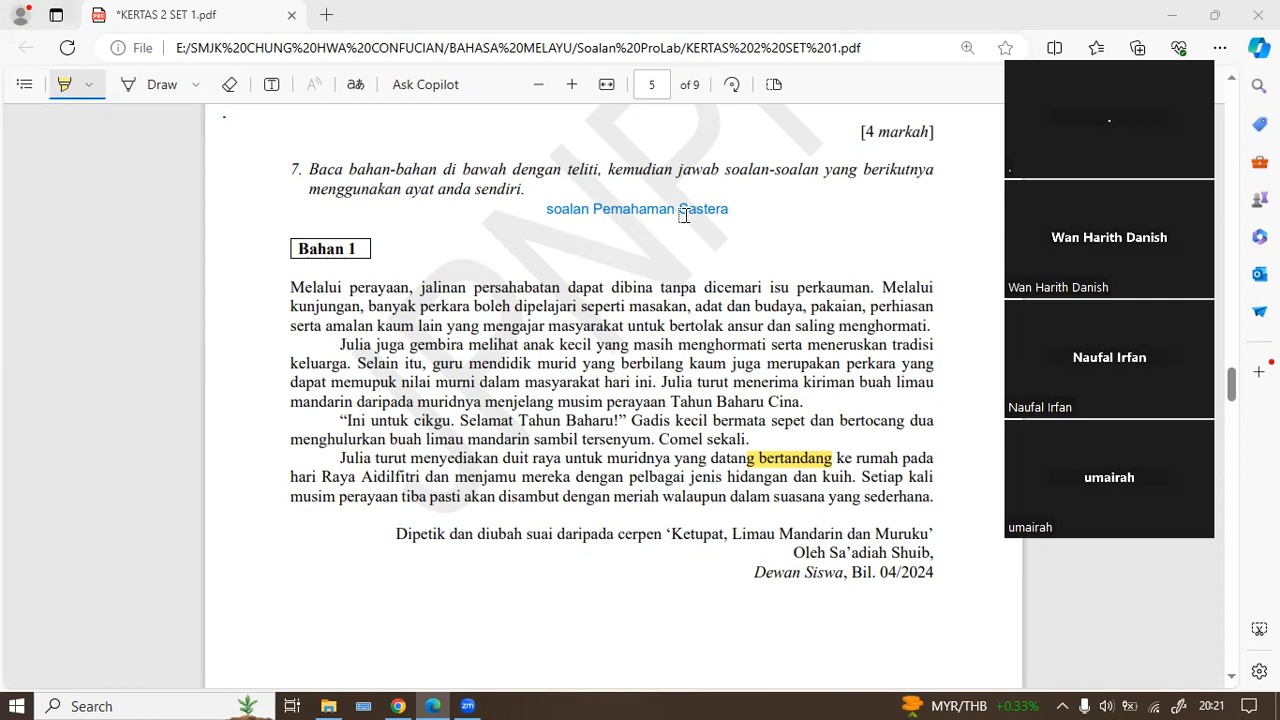 *KERTAS 2 SET 1.pdf
File
E:/SMJK%20CHUNG%20HWA%20CONFUCIAN/BAHASA%20MELAYU/Soalan%20ProLab/KERTAS%202%20SET%201.pdf
Draw
Ask Copilot
5 of 9
[4 markah]
7. Baca bahan-bahan di bawah dengan teliti, kemudian jawab soalan-soalan yang berikutnya
menggunakan ayat anda sendiri.
soalan Pemahaman Sastera
Bahan 1
Melalui perayaan, jalinan persahabatan dapat dibina tanpa dicemari isu perkauman. Melalui
kunjungan, banyak perkara boleh dipelajari seperti masakan, adat dan budaya, pakaian, perhiasan
serta amalan kaum lain yang mengajar masyarakat untuk bertolak ansur dan saling menghormati.
Julia juga gembira melihat anak kecil yang masih menghormati serta meneruskan tradisi
keluarga. Selain itu, guru mendidik murid yang berbilang kaum juga merupakan perkara yang
dapat memupuk nilai murni dalam masyarakat hari ini. Julia turut menerima kiriman buah limau
mandarin daripada muridnya menjelang musim perayaan Tahun Baharu Cina.
“Ini untuk cikgu. Selamat Tahun Baharu!” Gadis kecil bermata sepet dan bertocang dua
menghulurkan buah limau mandarin sambil tersenyum. Comel sekali.
Julia turut menyediakan duit raya untuk muridnya yang datang bertandang ke rumah pada
hari Raya Aidilfitri dan menjamu mereka dengan pelbagai jenis hidangan dan kuih. Setiap kali
musim perayaan tiba pasti akan disambut dengan meriah walaupun dalam suasana yang sederhana.
Dipetik dan diubah suai daripada cerpen ‘Ketupat, Limau Mandarin dan Muruku’
Oleh Sa’adiah Shuib,
Dewan Siswa, Bil. 04/2024
.
.
Wan Harith Danish
Wan Harith Danish
Naufal Irfan
Naufal Irfan
umairah
umairah
Search
MYR/THB +0.33%
20:21